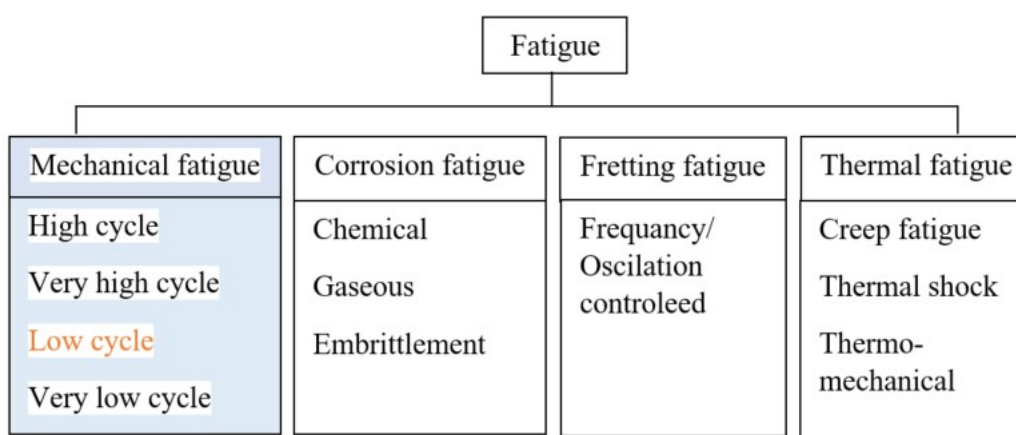 Fatigue
Mechanical fatigue
High cycle
Very high cycle
Low cycle
Very low cycle
Corrosion fatigue
Chemical
Gaseous
Embrittlement
Fretting fatigue
Frequancy/
Oscilation
controleed
Thermal fatigue
Creep fatigue
Thermal shock
Thermo-
mechanical